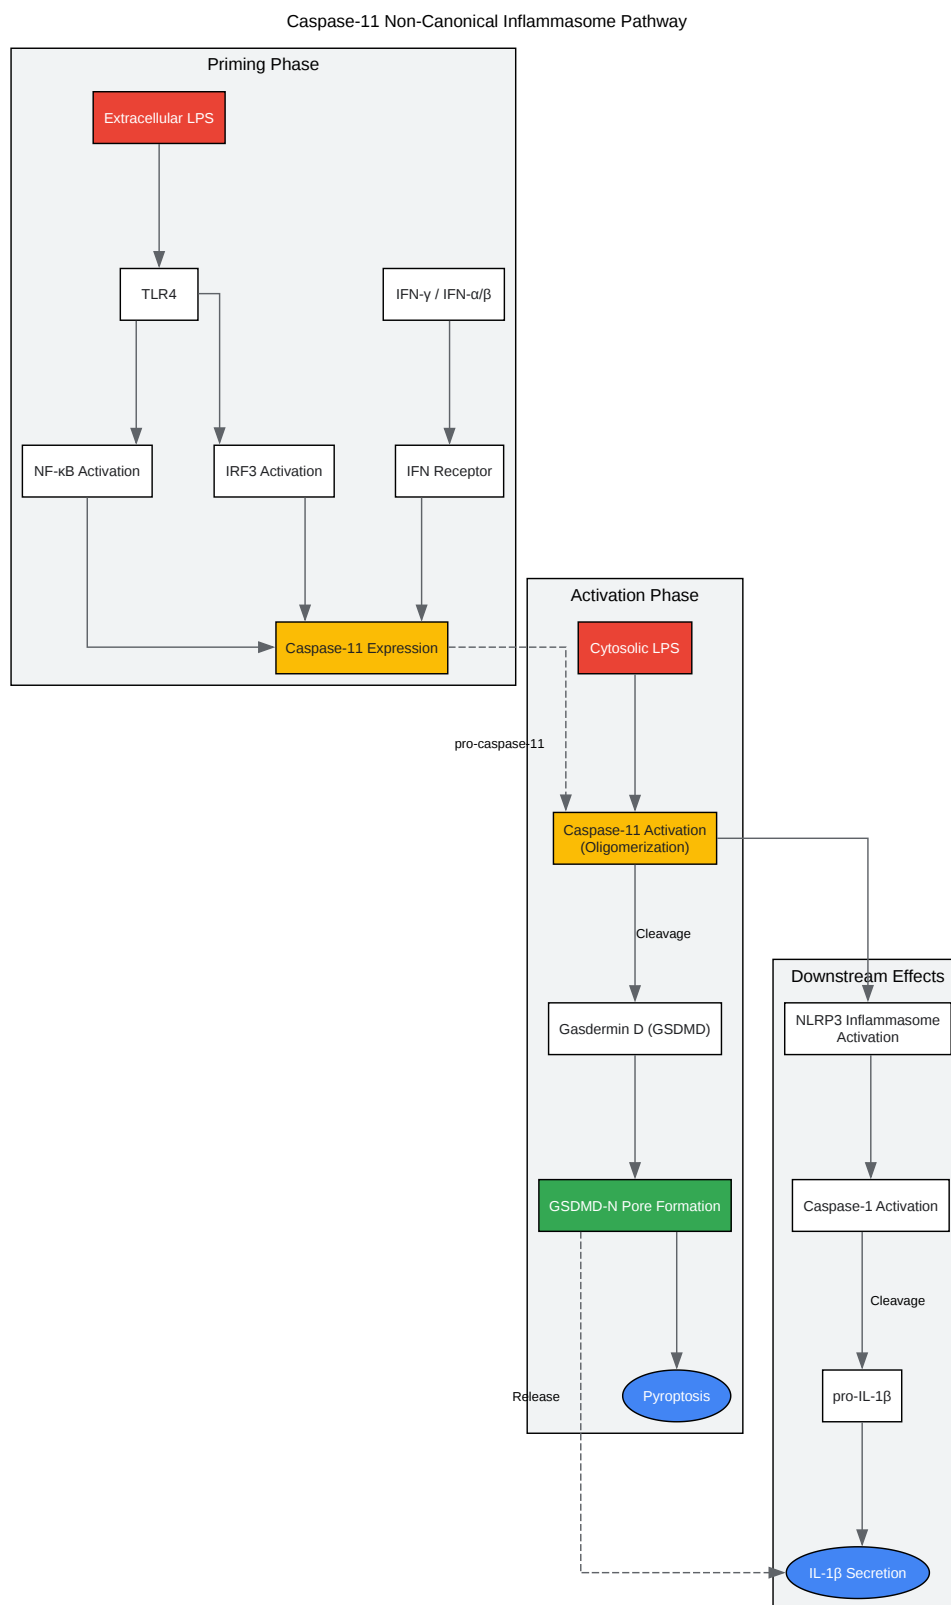 Caspase-11 Non-Canonical Inflammasome Pathway
Priming Phase
Extracellular LPS
TLR4
IFN-γ / IFN-α/β
NF-κB Activation
IRF3 Activation
IFN Receptor
Caspase-11 Expression
Activation Phase
Cytosolic LPS
pro-caspase-11
Caspase-11 Activation
(Oligomerization)
Cleavage
Gasdermin D (GSDMD)
GSDMD-N Pore Formation
Release
Pyroptosis
Downstream Effects
NLRP3 Inflammasome
Activation
Caspase-1 Activation
Cleavage
pro-IL-1β
IL-1β Secretion